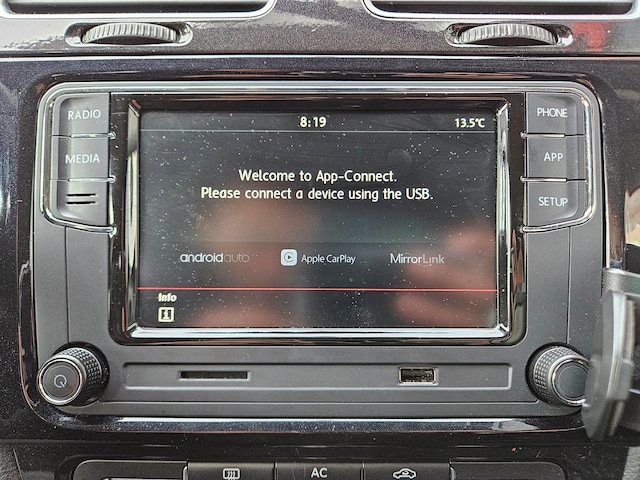 RADIO
PHONE
MEDIA
APP
SETUP
8:19
13.5°C
Welcome to App-Connect.
Please connect a device using the USB.
androidauto
Apple CarPlay
MirrorLink
Info
AC